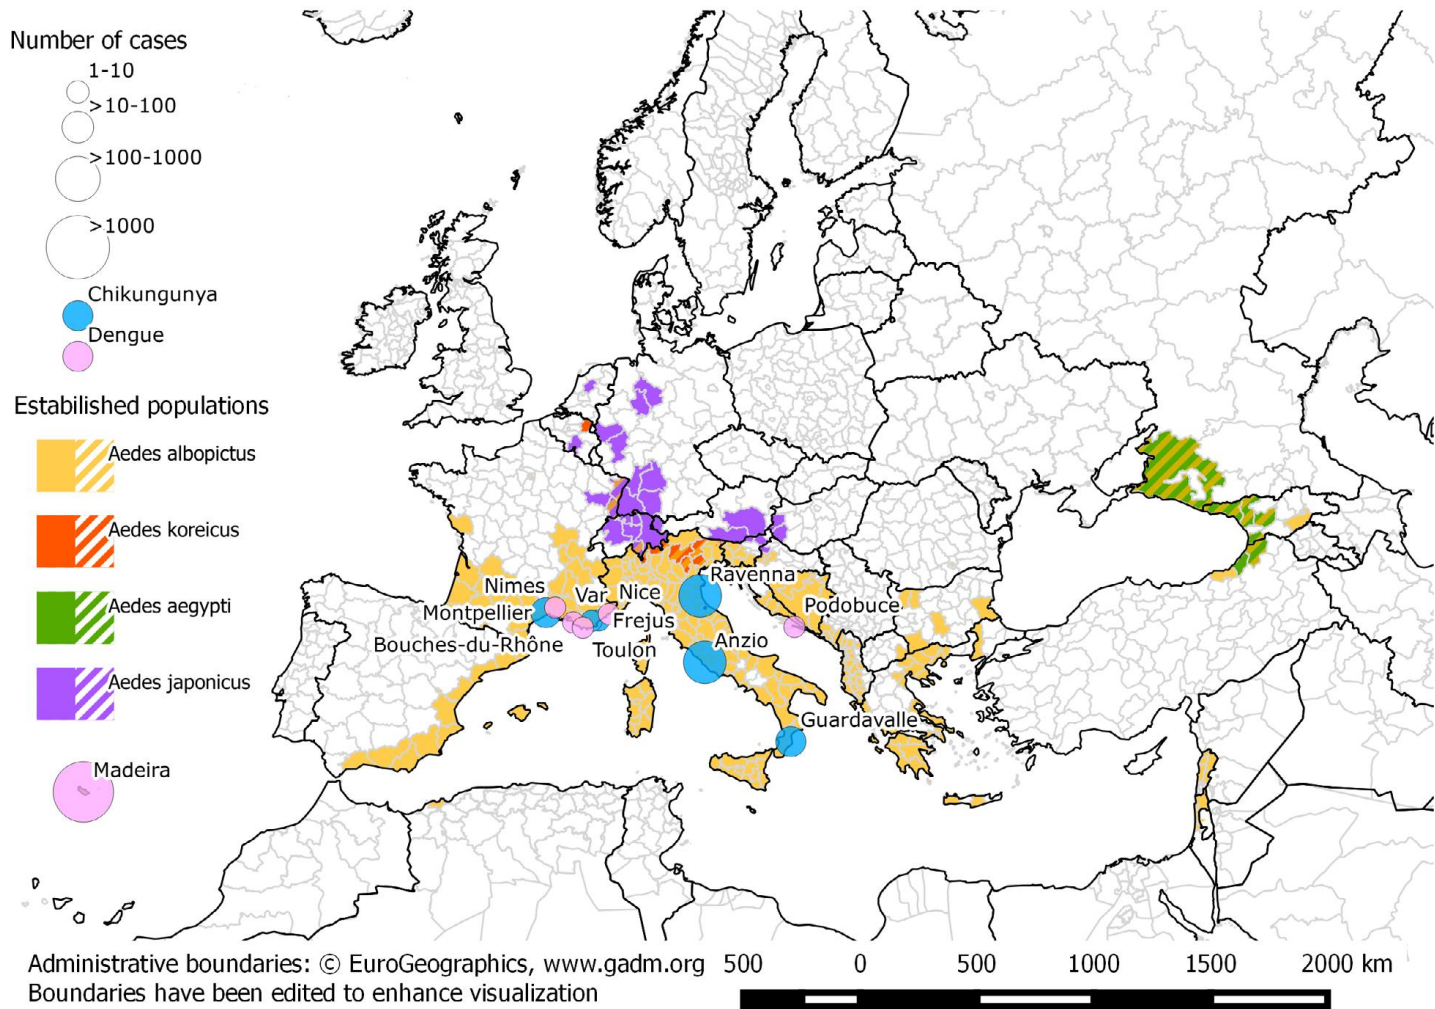 Number of cases
1-10
>10-100
>100-1000
>1000
Chikungunya
Dengue
Estabilished populations
Aedes albopictus
Aedes koreicus
Aedes aegypti
Aedes japonicus
Madeira
Nimes
Var
Nice
Ravenna
Montpellier
Frejus
Podobuce
Bouches-du-Rhône
Toulon
Anzio
Guardavalle
Administrative boundaries: © EuroGeographics, www.gadm.org
Boundaries have been edited to enhance visualization
500 0 500 1000 1500 2000 km